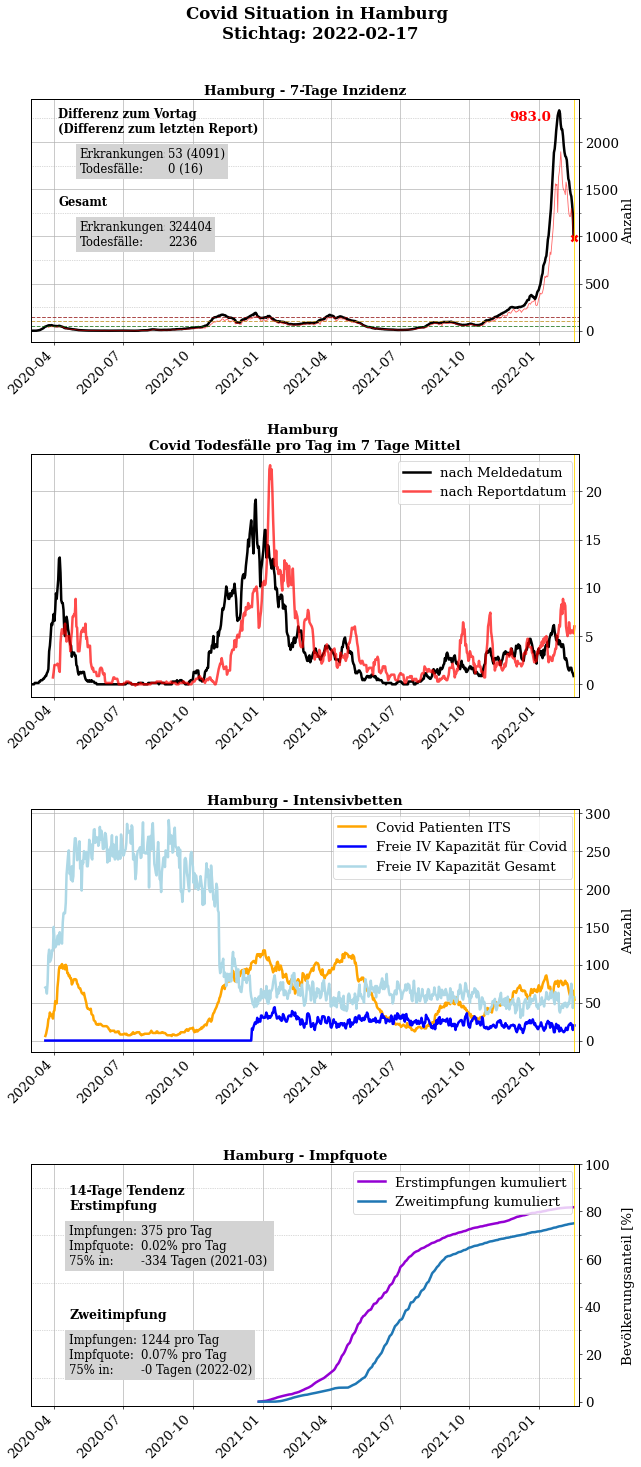 Covid Situation in Hamburg
Stichtag: 2022-02-17
Hamburg - 7-Tage Inzidenz
Differenz zum Vortag
(Differenz zum letzten Report)
Erkrankungen 53 (4091)
Todesfälle: 0 (16)
Gesamt
Erkrankungen 324404
Todesfälle: 2236
983.0
2000
1500
1000
500
0
Anzahl
2020-04
2020-07
2020-10
2021-01
2021-04
2021-07
2021-10
2022-01
Hamburg
Covid Todesfälle pro Tag im 7 Tage Mittel
nach Meldedatum
nach Reportdatum
20
15
10
5
0
2020-04
2020-07
2020-10
2021-01
2021-04
2021-07
2021-10
2022-01
Hamburg - Intensivbetten
Covid Patienten ITS
Freie IV Kapazität für Covid
Freie IV Kapazität Gesamt
300
250
200
150
100
50
0
Anzahl
2020-04
2020-07
2020-10
2021-01
2021-04
2021-07
2021-10
2022-01
Hamburg - Impfquote
14-Tage Tendenz
Erstimpfung
Impfungen: 375 pro Tag
Impfquote: 0.02% pro Tag
75% in: -334 Tagen (2021-03)
Zweitimpfung
Impfungen: 1244 pro Tag
Impfquote: 0.07% pro Tag
75% in: -0 Tagen (2022-02)
Erstimpfungen kumuliert
Zweitimpfung kumuliert
100
80
60
40
20
0
Bevölkerungsanteil [%]
2020-04
2020-07
2020-10
2021-01
2021-04
2021-07
2021-10
2022-01